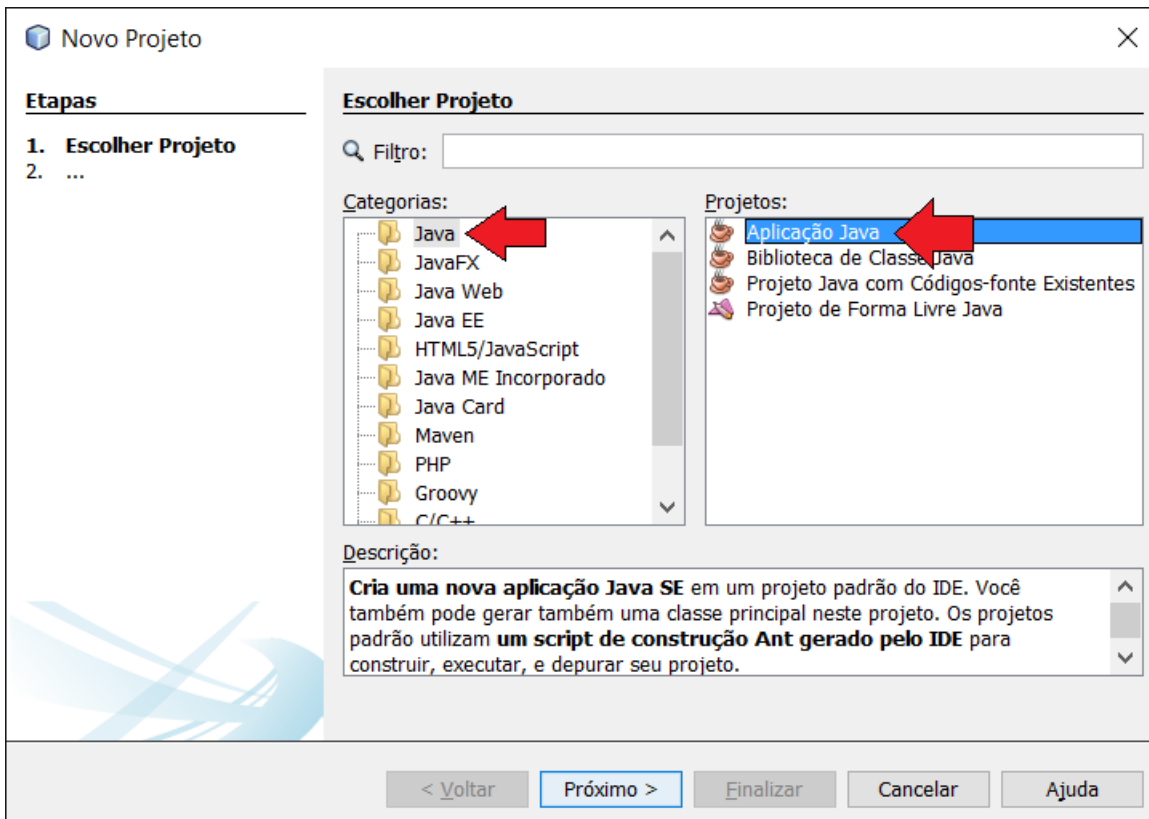 Novo Projeto
Etapas
1. Escolher Projeto
2. ...
Escolher Projeto
Filtro:
Categorias:
Java
JavaFX
Java Web
Java EE
HTML5/JavaScript
Java ME Incorporado
Java Card
Maven
PHP
Groovy
C/C++
Projetos:
Aplicação Java
Biblioteca de Classe Java
Projeto Java com Códigos-fonte Existentes
Projeto de Forma Livre Java
Descrição:
Cria uma nova aplicação Java SE em um projeto padrão do IDE. Você
também pode gerar também uma classe principal neste projeto. Os projetos
padrão utilizam um script de construção Ant gerado pelo IDE para
construir, executar, e depurar seu projeto.
< Voltar
Próximo >
Finalizar
Cancelar
Ajuda